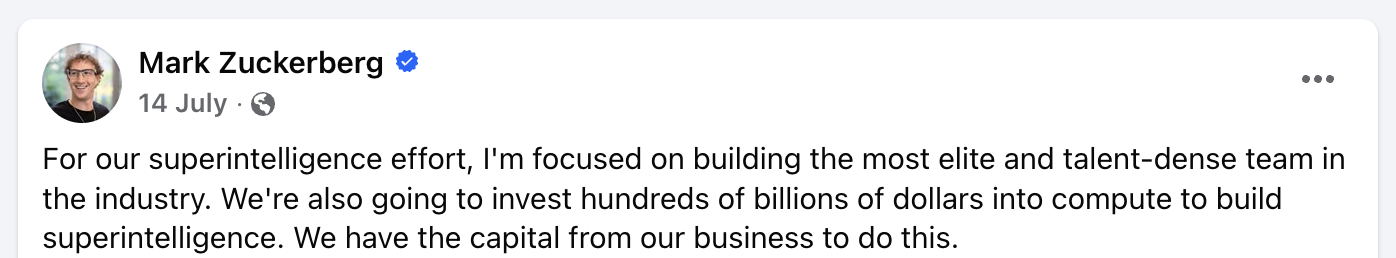 Mark Zuckerberg
14 July ·
For our superintelligence effort, I'm focused on building the most elite and talent-dense team in
the industry. We're also going to invest hundreds of billions of dollars into compute to build
superintelligence. We have the capital from our business to do this.